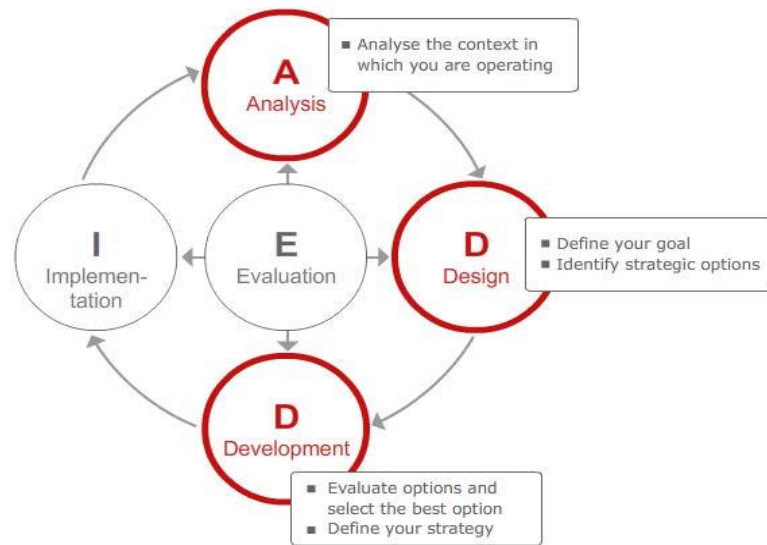 A
Analysis
■ Analyse the context in
which you are operating
I
Implemen-
tation
E
Evaluation
D
Design
■ Define your goal
■ Identify strategic options
D
Development
■ Evaluate options and
select the best option
■ Define your strategy